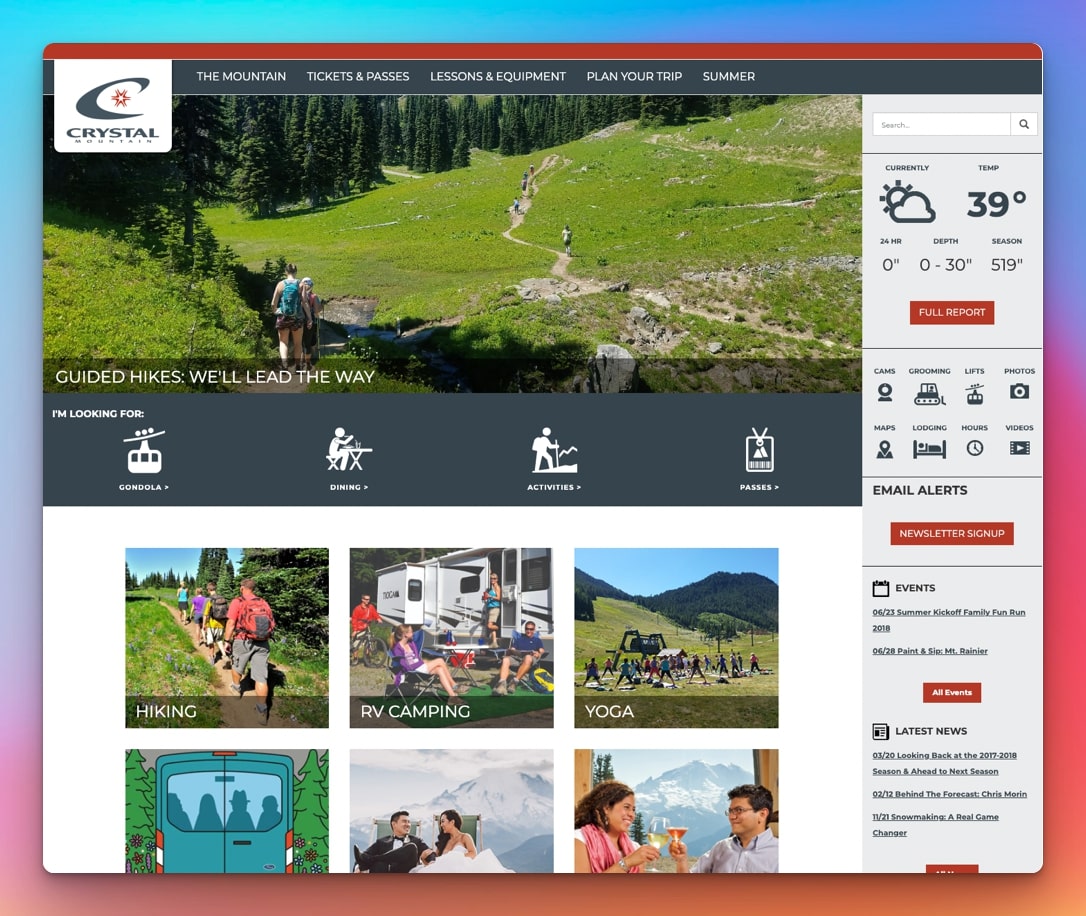 THE MOUNTAIN
TICKETS & PASSES
LESSONS & EQUIPMENT
PLAN YOUR TRIP
SUMMER
CRYSTAL
MOUNTAIN
Search...
CURRENTLY
TEMP
39°
24 HR
DEPTH
SEASON
0"
0 - 30"
519"
FULL REPORT
GUIDED HIKES: WE'LL LEAD THE WAY
CAMS
GROOMING
LIFTS
PHOTOS
MAPS
LODGING
HOURS
VIDEOS
I'M LOOKING FOR:
GONDOLA >
DINING >
ACTIVITIES >
PASSES >
EMAIL ALERTS
NEWSLETTER SIGNUP
HIKING
RV CAMPING
YOGA
EVENTS
06/23 Summer Kickoff Family Fun Run
2018
06/28 Paint & Sip: Mt. Rainier
All Events
LATEST NEWS
03/20 Looking Back at the 2017-2018
Season & Ahead to Next Season
02/12 Behind The Forecast: Chris Morin
11/21 Snowmaking: A Real Game
Changer